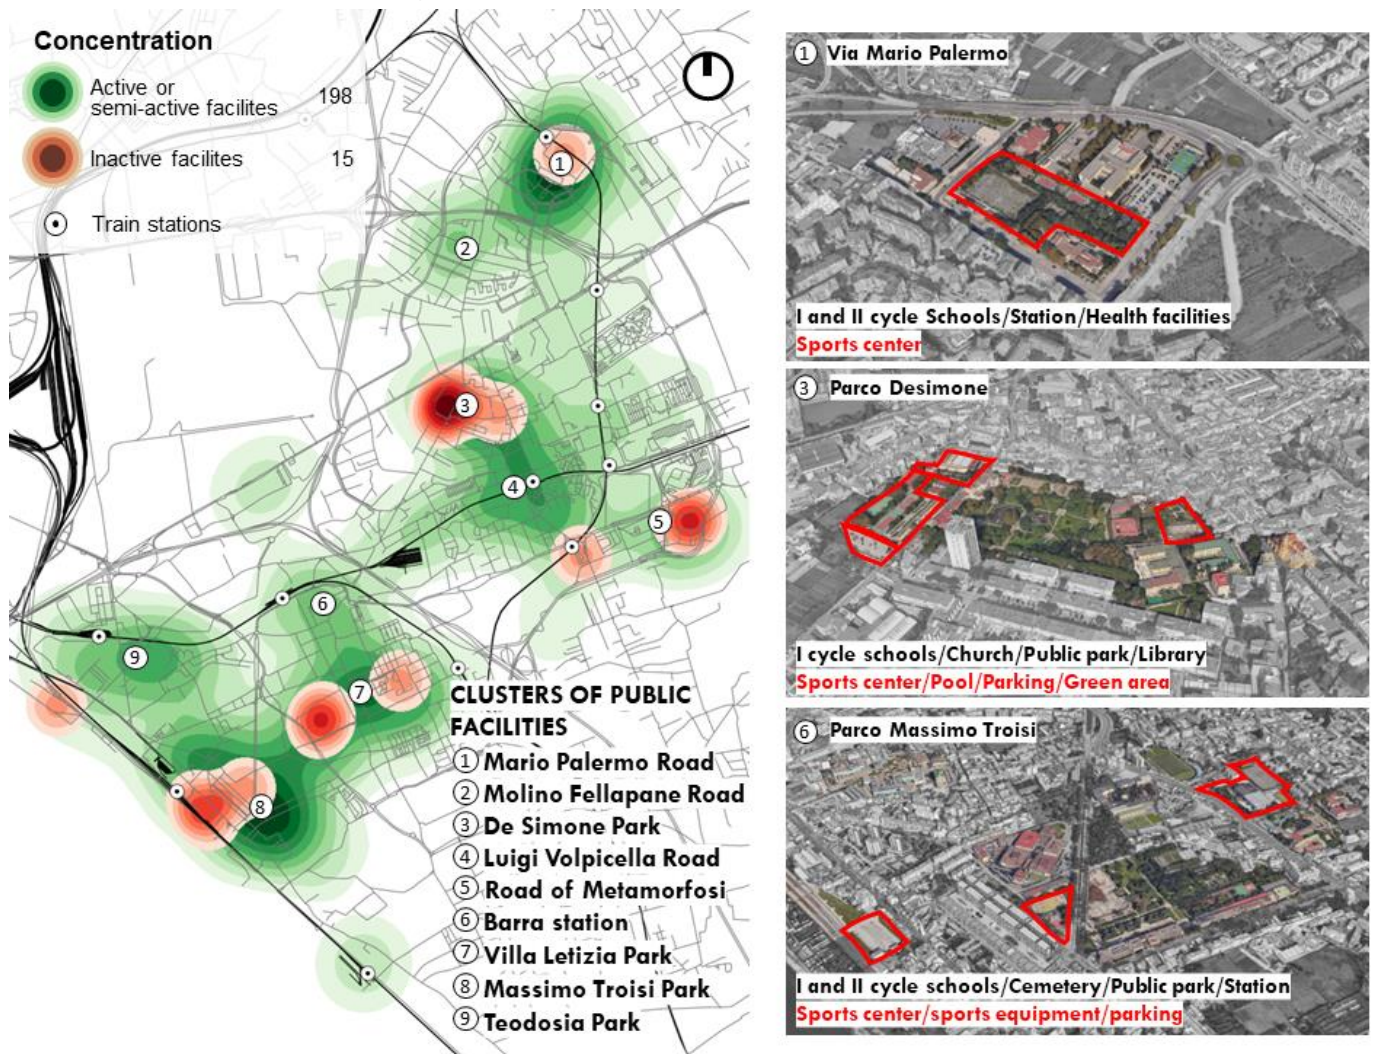 Concentration
Active or
semi-active facilites 198
Inactive facilites 15
Train stations
1
2
3
4
5
6
7
8
9
CLUSTERS OF PUBLIC
FACILITIES
1 Mario Palermo Road
2 Molino Fellapane Road
3 De Simone Park
4 Luigi Volpicella Road
5 Road of Metamorfosi
6 Barra station
7 Villa Letizia Park
8 Massimo Troisi Park
9 Teodosia Park
1 Via Mario Palermo
I and II cycle Schools/Station/Health facilities
Sports center
3 Parco Desimone
I cycle schools/Church/Public park/Library
Sports center/Pool/Parking/Green area
6 Parco Massimo Troisi
I and II cycle schools/Cemetery/Public park/Station
Sports center/sports equipment/parking